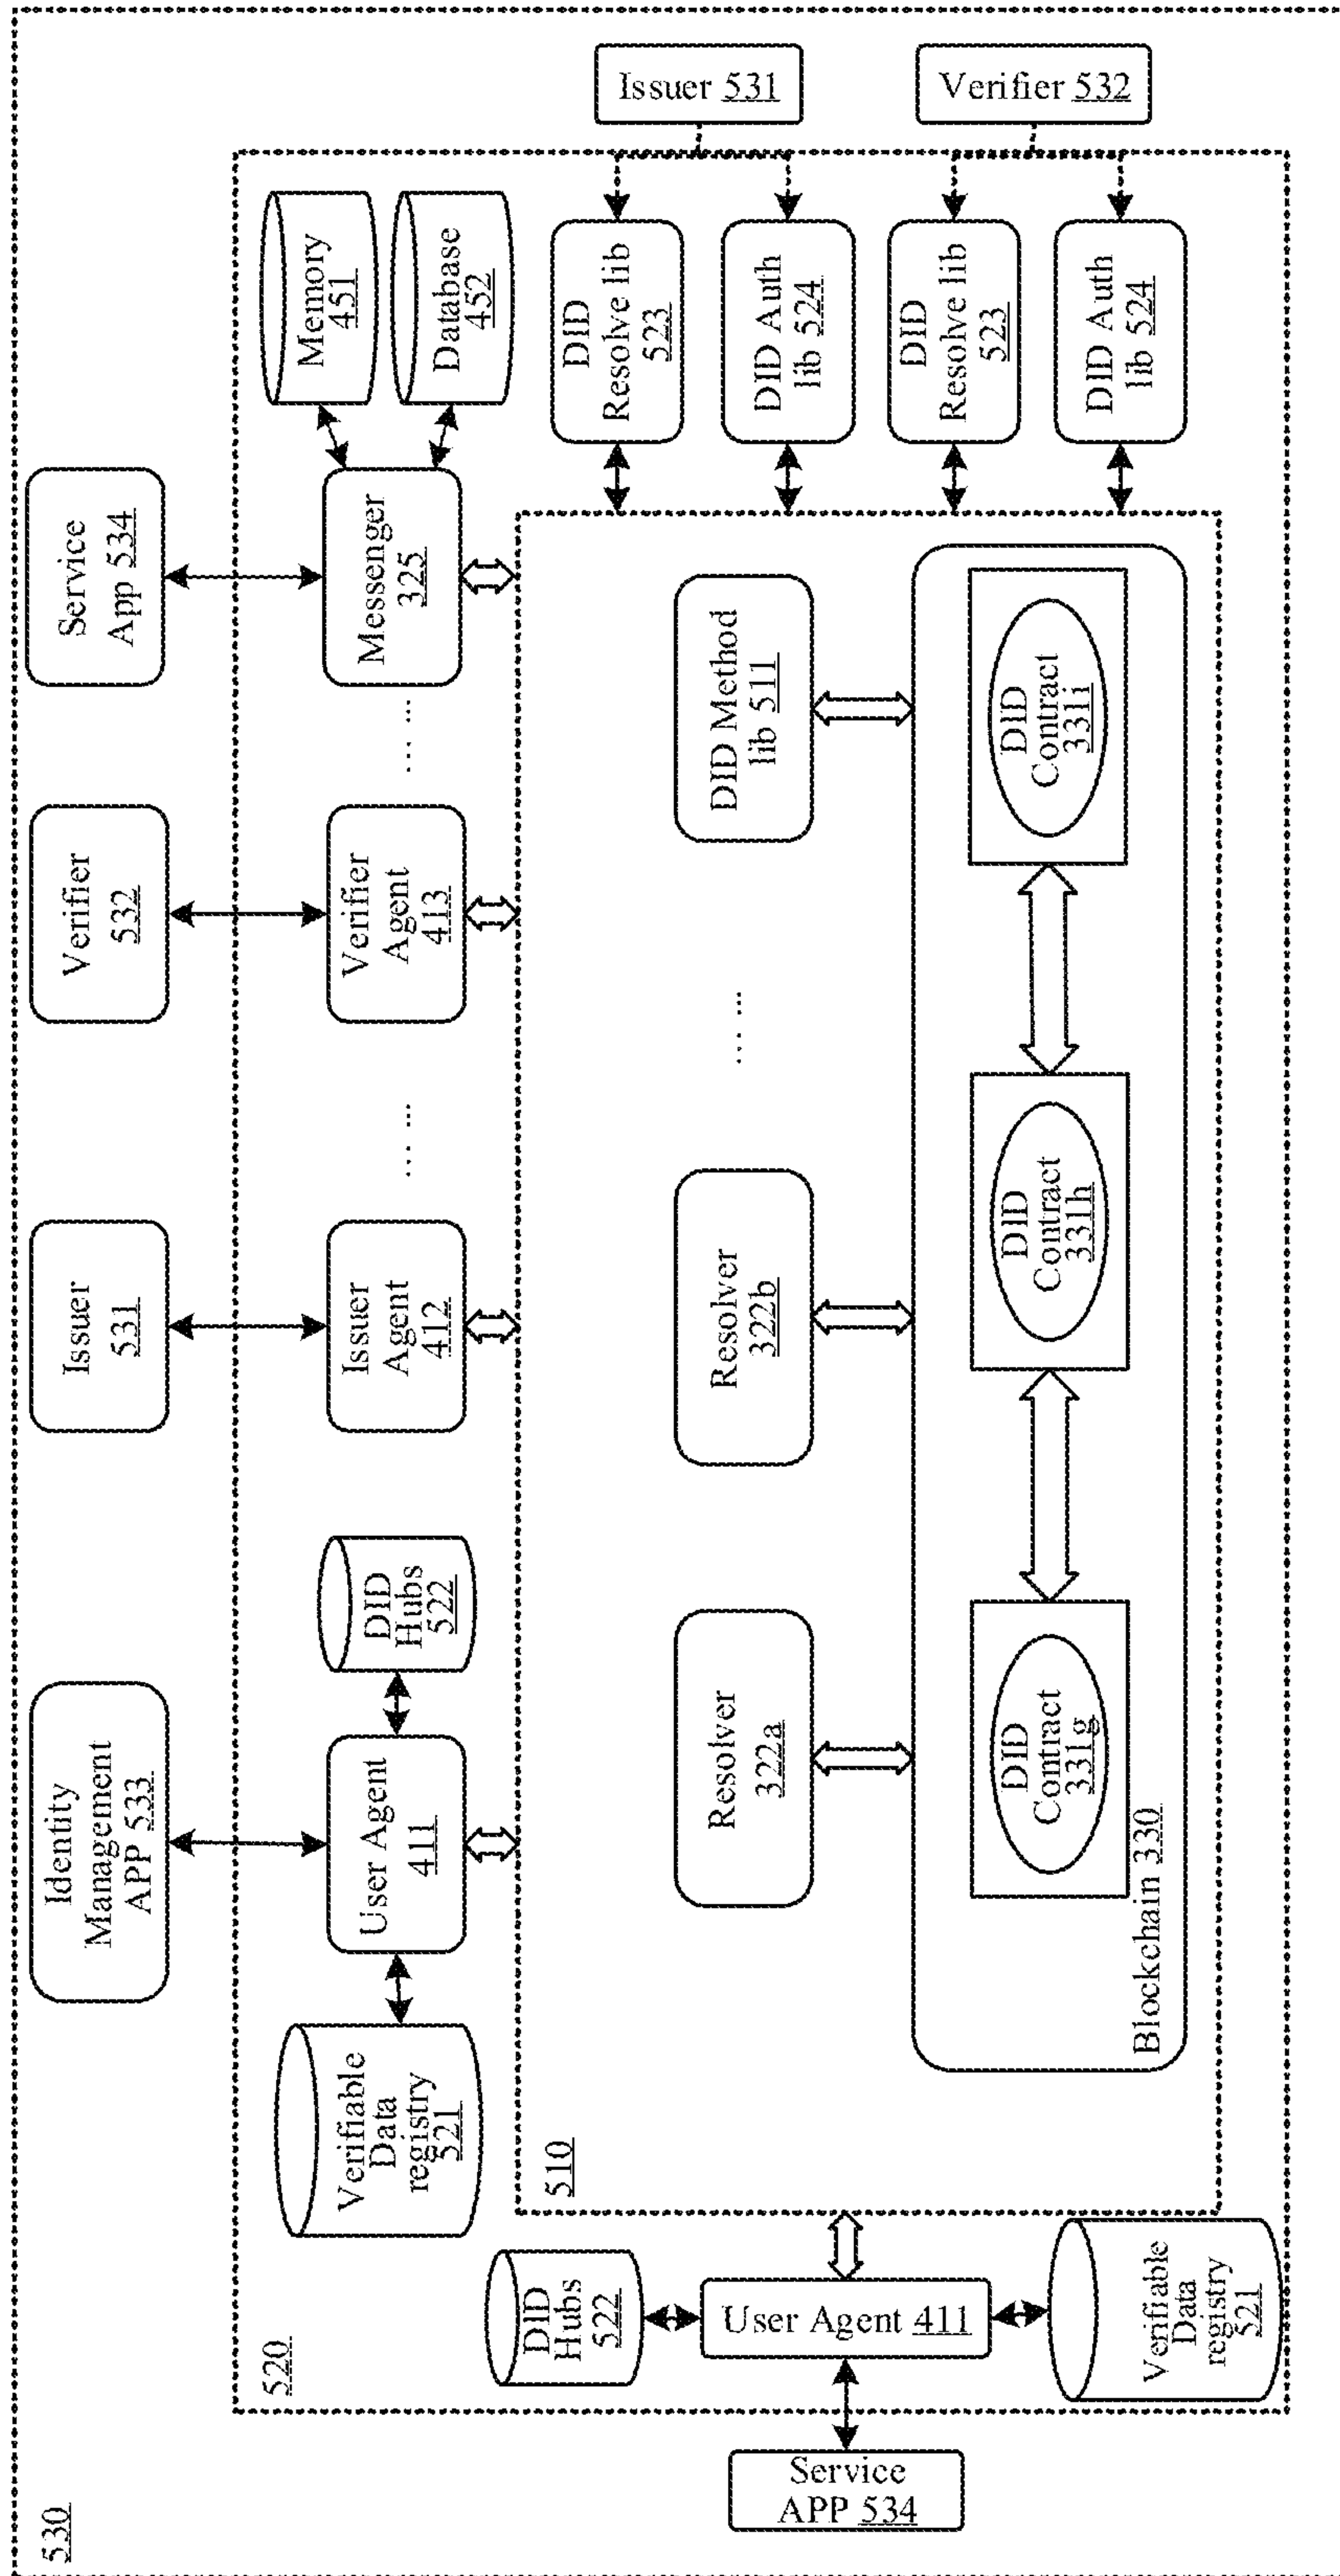 530
Identity
Management
APP 533
Issuer
531
Verifier
532
Service
App 534
520
Verifiable
Data
registry
521
User Agent
411
DID
Hubs
522
Issuer
Agent
412
... ...
Verifier
Agent
413
... ...
Messenger
325
Memory
451
Database
452
510
Resolver
322a
Resolver
322b
... ...
DID Method
lib 511
DID
Contract
331g
DID
Contract
331h
DID
Contract
331i
Blockchain 330
DID
Resolve lib
523
DID Auth
lib 524
DID
Resolve lib
523
DID Auth
lib 524
Issuer 531
Verifier 532
DID
Hubs
522
User Agent 411
Verifiable
Data
registry
521
Service
APP 534